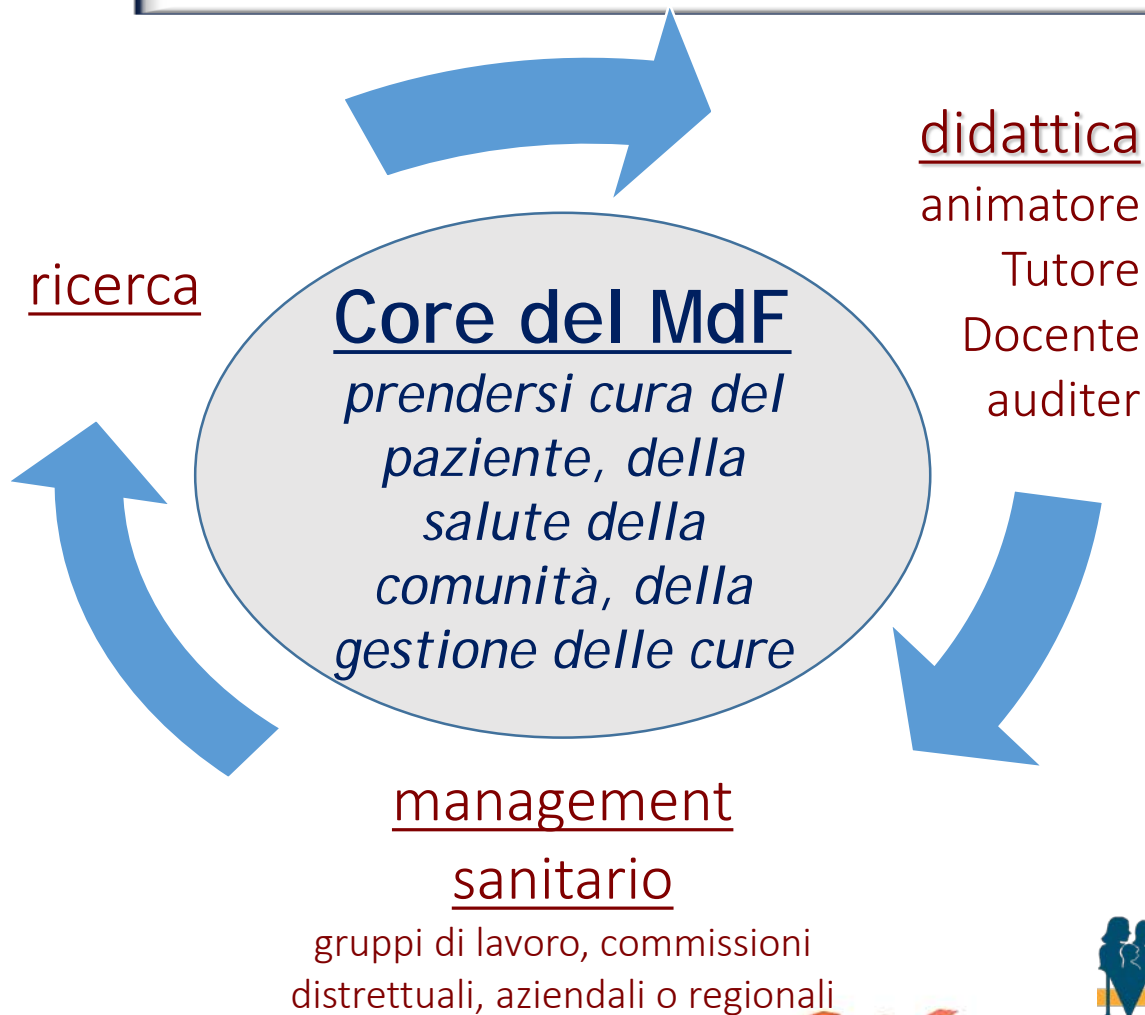 ricerca
Core del MdF
prendersi cura del
paziente, della
salute della
comunità, della
gestione delle cure
didattica
animatore
Tutore
Docente
auditer
management
sanitario
gruppi di lavoro, commissioni
distrettuali, aziendali o regionali